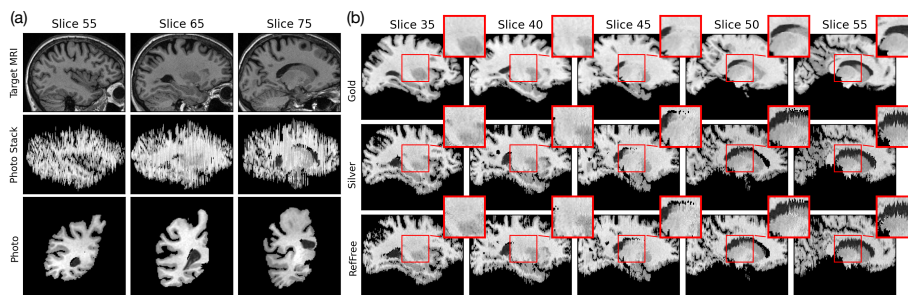 (a)
Slice 55 Slice 65 Slice 75
Target MRI
Photo Stack
Photo
(b)
Slice 35 Slice 40 Slice 45 Slice 50 Slice 55
Gold
Silver
RefFree